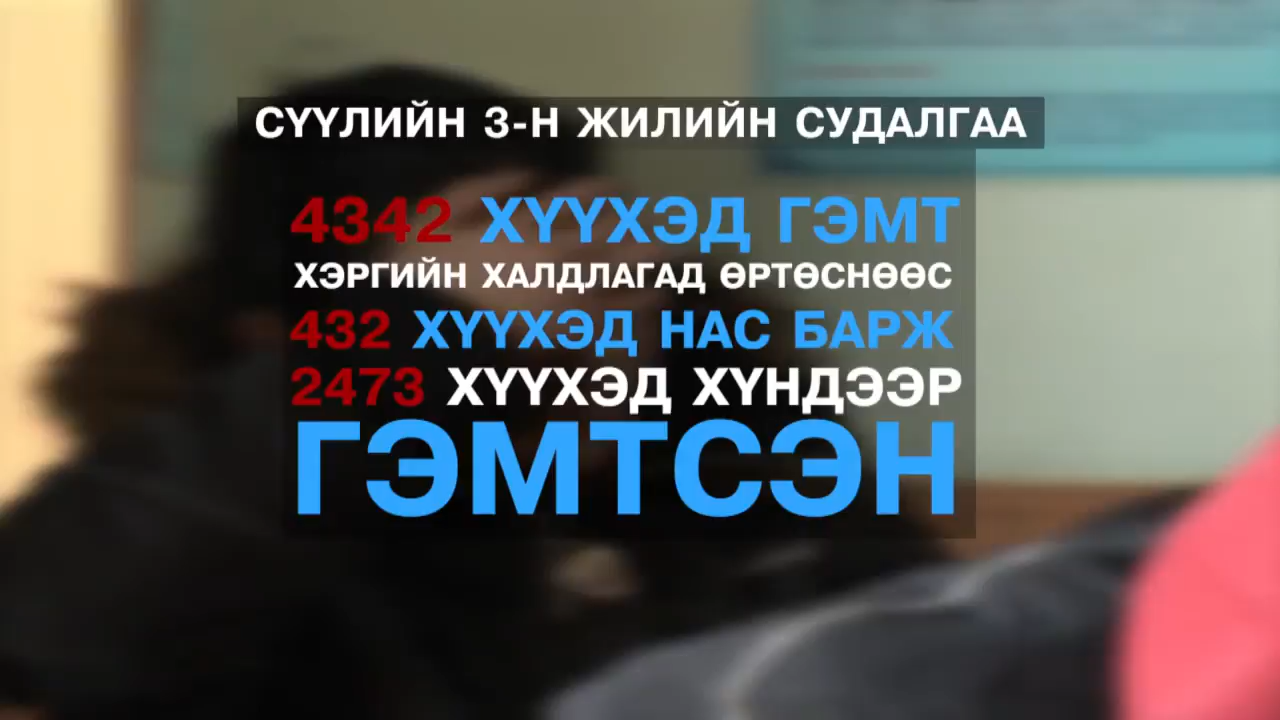 СҮҮЛИЙН 3-Н ЖИЛИЙН СУДАЛГАА
4342 ХҮҮХЭД ГЭМТ
ХЭРГИЙН ХАЛДЛАГАД ӨРТӨСНӨӨС
432 ХҮҮХЭД НАС БАРЖ
2473 ХҮҮХЭД ХҮНДЭЭР
ГЭМТСЭН